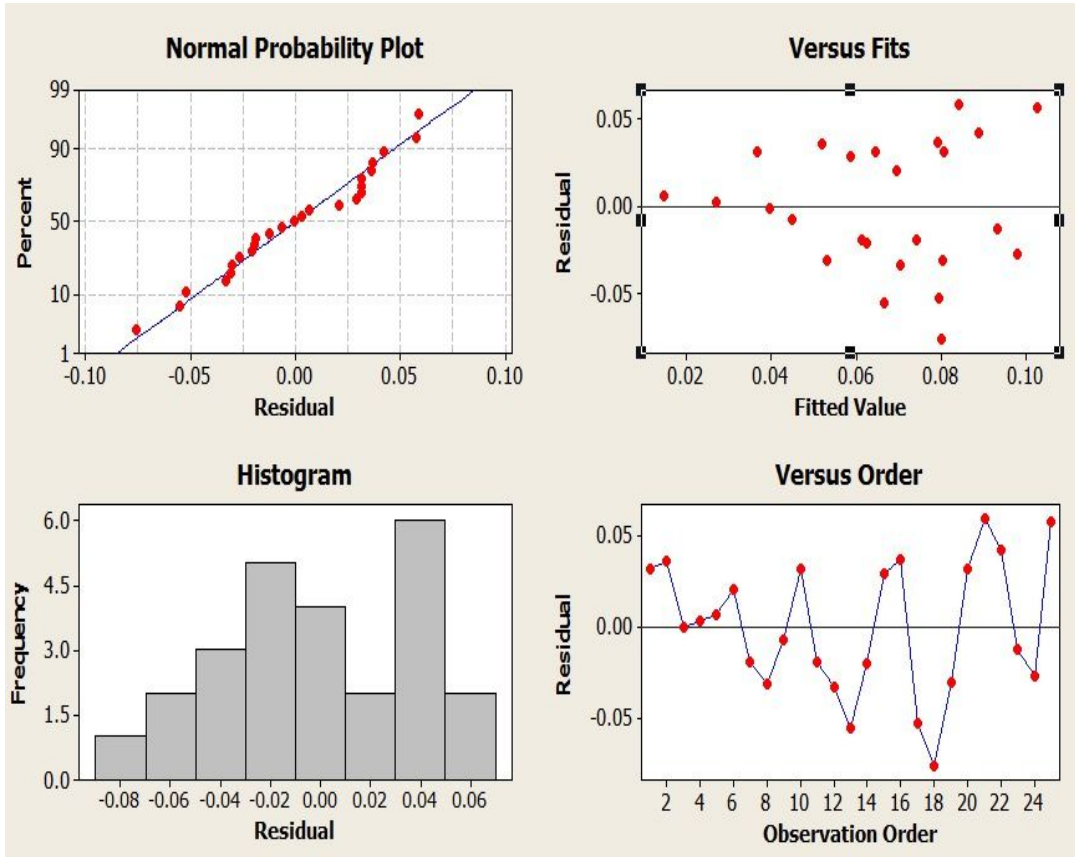 Normal Probability Plot
Percent
99
90
50
10
1
-0.10 -0.05 0.00 0.05 0.10
Residual
Versus Fits
Residual
0.05
0.00
-0.05
0.02 0.04 0.06 0.08 0.10
Fitted Value
Histogram
Frequency
6.0
4.5
3.0
1.5
0.0
-0.08 -0.06 -0.04 -0.02 0.00 0.02 0.04 0.06
Residual
Versus Order
Residual
0.05
0.00
-0.05
2 4 6 8 10 12 14 16 18 20 22 24
Observation Order